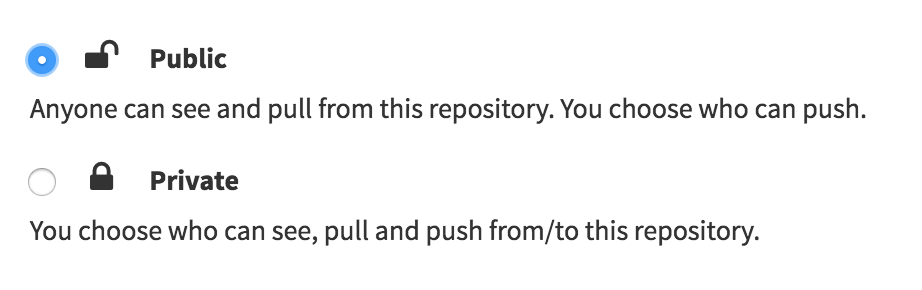 Public
Anyone can see and pull from this repository. You choose who can push.
Private
You choose who can see, pull and push from/to this repository.